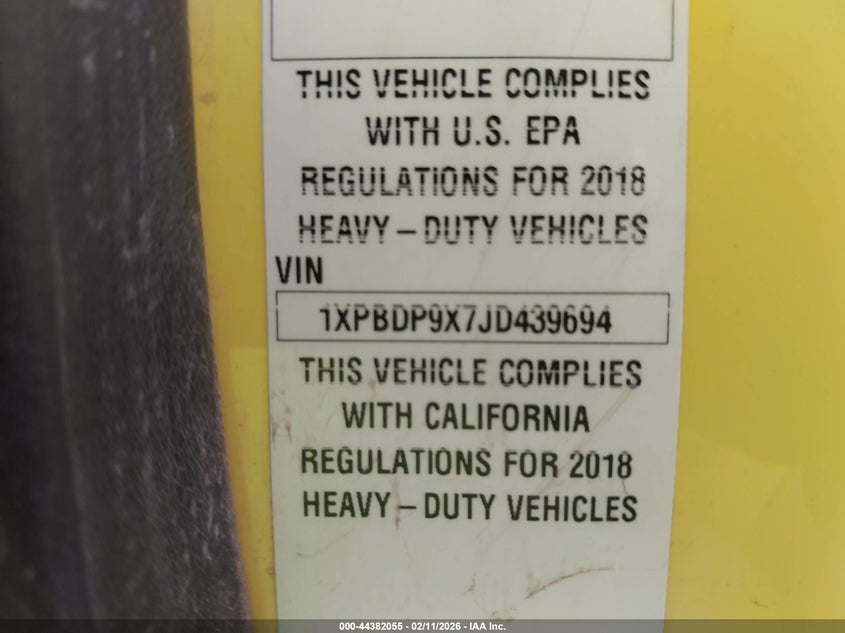 THIS VEHICLE COMPLIES
WITH U.S. EPA
REGULATIONS FOR 2018
HEAVY – DUTY VEHICLES
VIN
1XPBDP9X7JD439694
THIS VEHICLE COMPLIES
WITH CALIFORNIA
REGULATIONS FOR 2018
HEAVY – DUTY VEHICLES
000-44382055 - 02/11/2026 - IAA Inc.